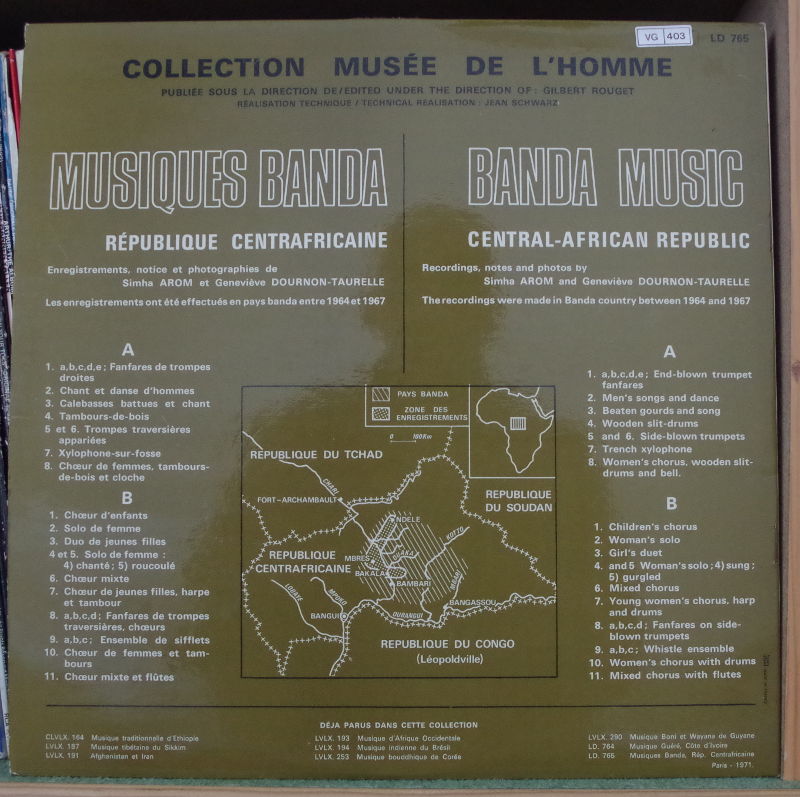 VG 403
LD 765
COLLECTION MUSÉE DE L'HOMME
PUBLIÉE SOUS LA DIRECTION DE/EDITED UNDER THE DIRECTION OF : GILBERT ROUGET
RÉALISATION TECHNIQUE / TECHNICAL REALISATION : JEAN SCHWARZ
MUSIQUES BANDA
RÉPUBLIQUE CENTRAFRICAINE
Enregistrements, notice et photographies de
Simha AROM et Geneviève DOURNON-TAURELLE
Les enregistrements ont été effectués en pays banda entre 1964 et 1967
BANDA MUSIC
CENTRAL-AFRICAN REPUBLIC
Recordings, notes and photos by
Simha AROM and Geneviève DOURNON-TAURELLE
The recordings were made in Banda country between 1964 and 1967
A
1. a,b,c,d,e ; Fanfares de trompes
droites
2. Chant et danse d'hommes
3. Calebasses battues et chant
4. Tambours-de-bois
5 et 6. Trompes traversières
appariées
7. Xylophone-sur-fosse
8. Chœur de femmes, tambours-
de-bois et cloche
B
1. Chœur d'enfants
2. Solo de femme
3. Duo de jeunes filles
4 et 5. Solo de femme :
4) chanté ; 5) roucoulé
6. Chœur mixte
7. Chœur de jeunes filles, harpe
et tambour
8. a,b,c,d ; Fanfares de trompes
traversières, chœurs
9. a,b,c ; Ensemble de sifflets
10. Chœur de femmes et tam-
bours
11. Chœur mixte et flûtes
PAYS BANDA
ZONE DES
ENREGISTREMENTS
0 100 Km
REPUBLIQUE DU TCHAD
CHARI
FORT-ARCHAMBAULT
REPUBLIQUE
DU SOUDAN
NDELE
KOTTO
REPUBLIQUE
CENTRAFRICAINE
MBRES
OUAKA
BAKALA
BAMBARI
MBARI
LOBAYE
MPOKO
BANGUI
OUBANGUI
BANGASSOU
REPUBLIQUE DU CONGO
(Léopoldville)
A
1. a,b,c,d,e ; End-blown trumpet
fanfares
2. Men's songs and dance
3. Beaten gourds and song
4. Wooden slit-drums
5 and 6. Side-blown trumpets
7. Trench xylophone
8. Women's chorus, wooden slit-
drums and bell.
B
1. Children's chorus
2. Woman's solo
3. Girl's duet
4. and 5 Woman's solo ; 4) sung ;
5) gurgled
6. Mixed chorus
7. Young women's chorus, harp
and drums
8. a,b,c,d ; Fanfares on side-
blown trumpets
9. a,b,c ; Whistle ensemble
10. Women's chorus with drums
11. Mixed chorus with flutes
DÉJA PARUS DANS CETTE COLLECTION
CLVLX. 164 Musique traditionnelle d'Ethiopie
LVLX. 187 Musique tibétaine du Sikkim
LVLX. 191 Afghanistan et Iran
LVLX. 193 Musique d'Afrique Occidentale
LVLX. 194 Musique indienne du Brésil
LVLX. 253 Musique bouddhique de Corée
LVLX. 290 Musique Boni et Wayana de Guyane
LD. 764 Musique Guéré, Côte d'Ivoire
LD. 765 Musiques Banda, Rép. Centrafricaine
Paris - 1971.